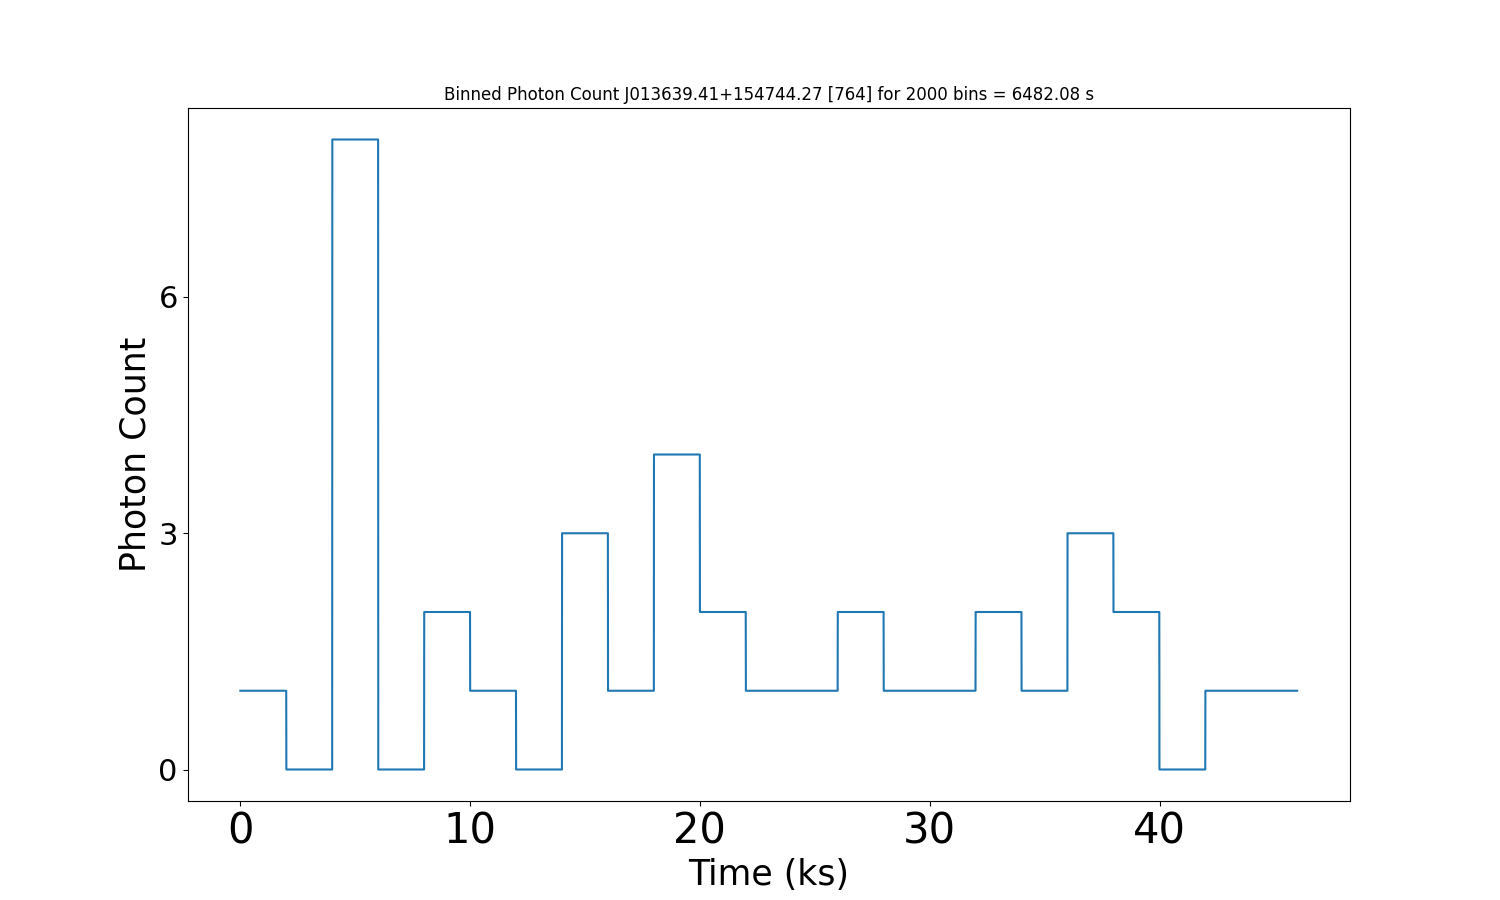 Binned Photon Count J013639.41+154744.27 [764] for 2000 bins = 6482.08 s
6
3
0
Photon Count
0 10 20 30 40
Time (ks)